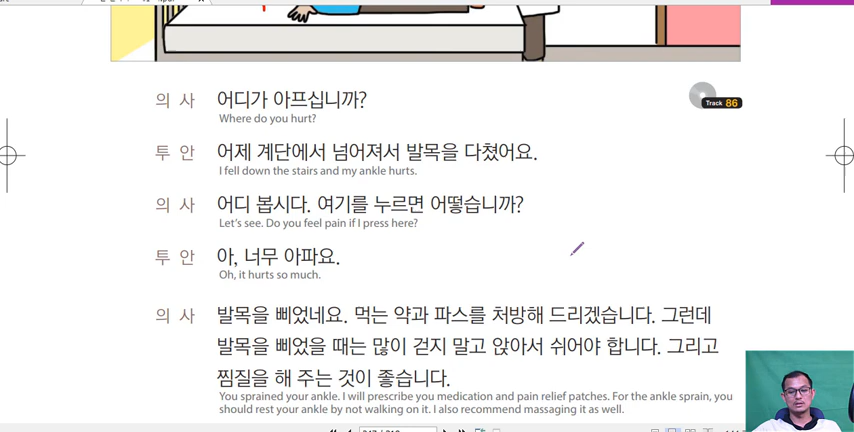 의 사 어디가 아프십니까?
Where do you hurt?
Track 86
투 안 어제 계단에서 넘어져서 발목을 다쳤어요.
I fell down the stairs and my ankle hurts.
의 사 어디 봅시다. 여기를 누르면 어떻습니까?
Let's see. Do you feel pain if I press here?
투 안 아, 너무 아파요.
Oh, it hurts so much.
의 사 발목을 삐었네요. 먹는 약과 파스를 처방해 드리겠습니다. 그런데
발목을 삐었을 때는 많이 걷지 말고 앉아서 쉬어야 합니다. 그리고
찜질을 해 주는 것이 좋습니다.
You sprained your ankle. I will prescribe you medication and pain relief patches. For the ankle sprain, you
should rest your ankle by not walking on it. I also recommend massaging it as well.